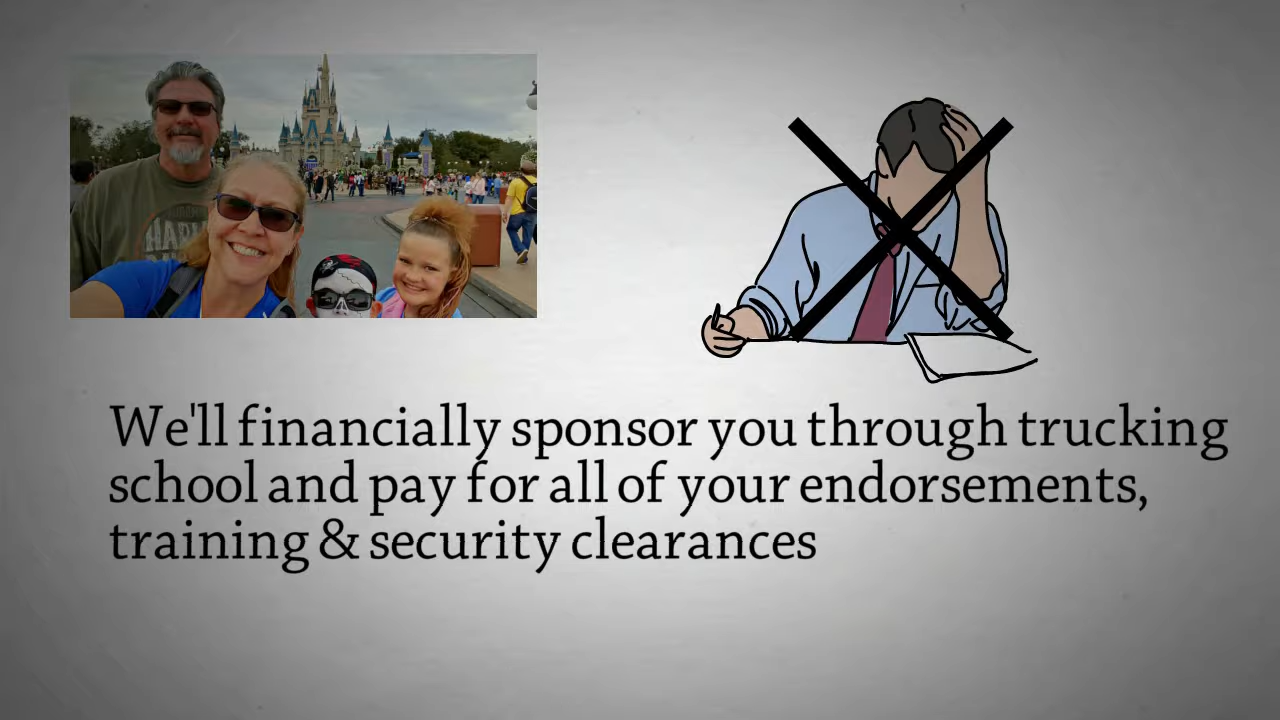 We'll financially sponsor you through trucking
school and pay for all of your endorsements,
training & security clearances